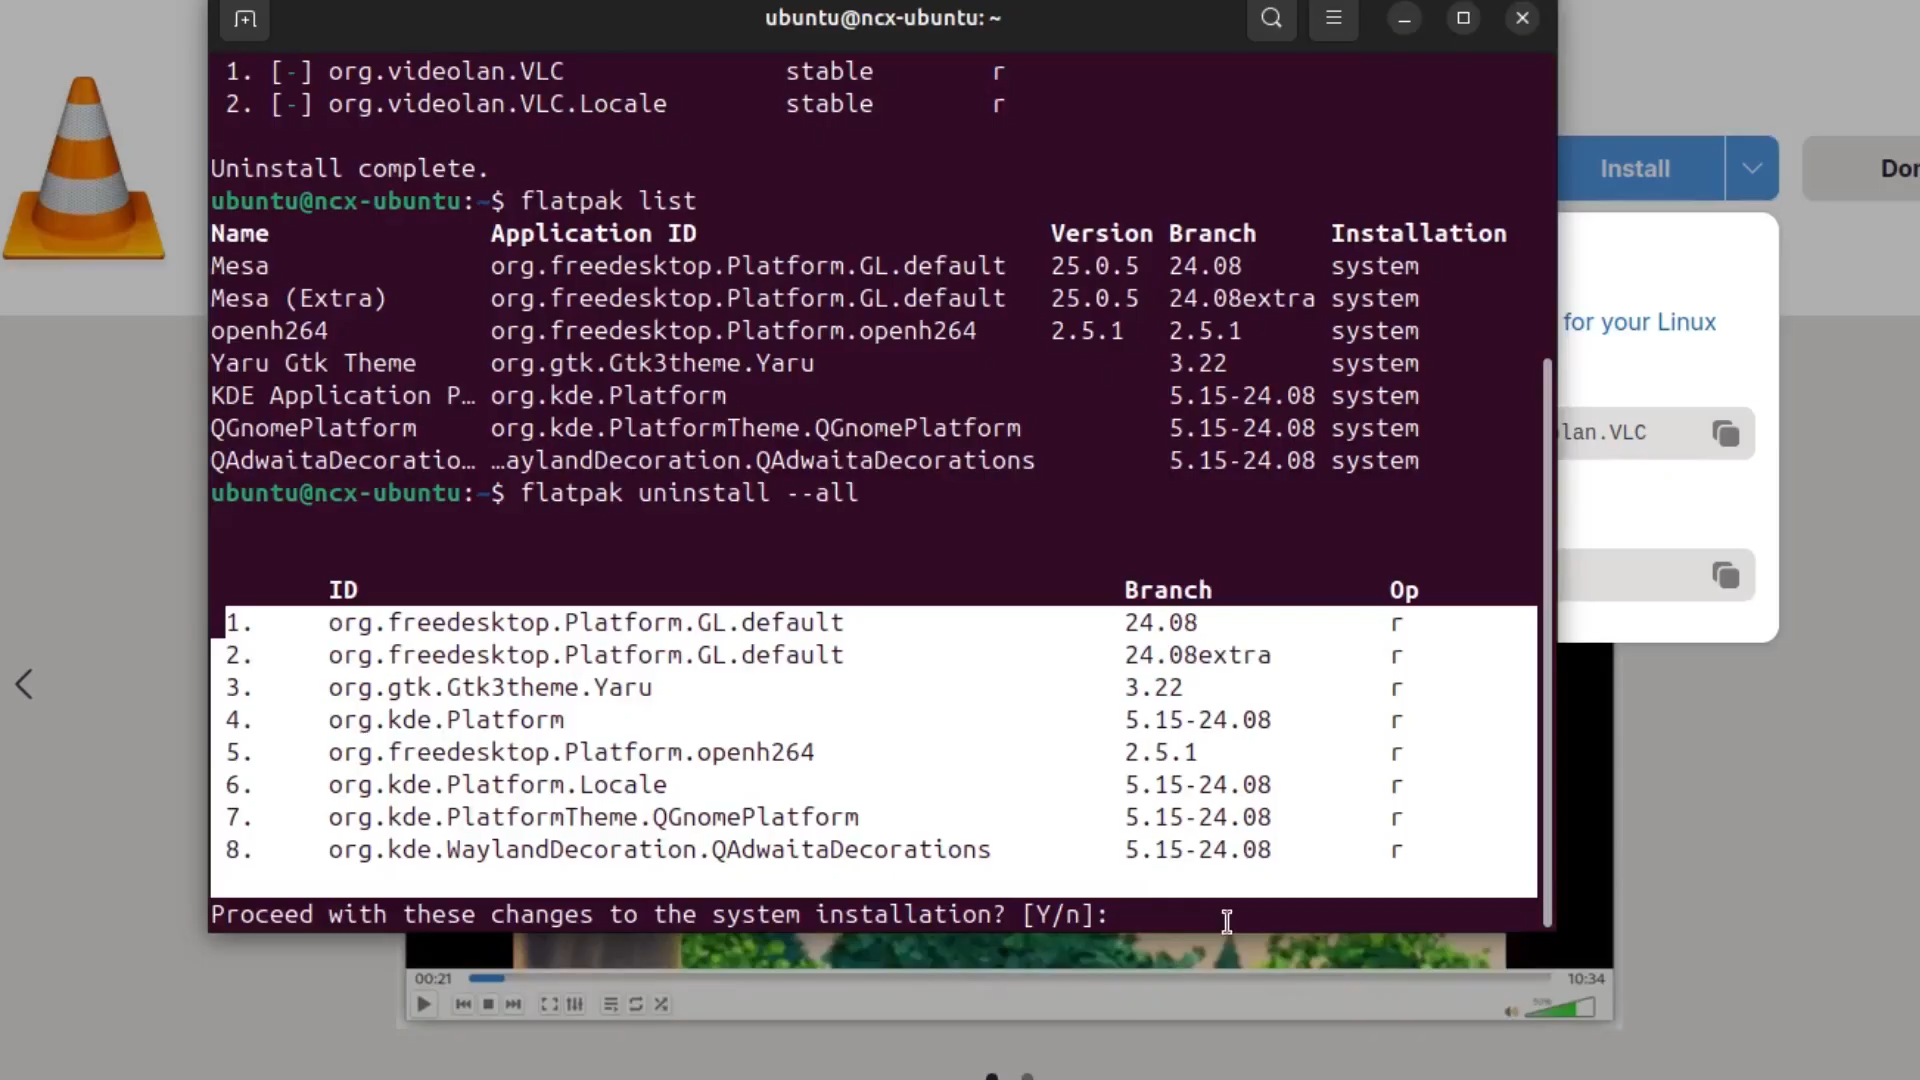 ubuntu@ncx-ubuntu: ~
1. [-] org.videolan.VLC stable r
2. [-] org.videolan.VLC.Locale stable r
Uninstall complete.
ubuntu@ncx-ubuntu:~$ flatpak list
Name Application ID Version Branch Installation
Mesa org.freedesktop.Platform.GL.default 25.0.5 24.08 system
Mesa (Extra) org.freedesktop.Platform.GL.default 25.0.5 24.08extra system
openh264 org.freedesktop.Platform.openh264 2.5.1 2.5.1 system
Yaru Gtk Theme org.gtk.Gtk3theme.Yaru 3.22 system
KDE Application P… org.kde.Platform 5.15-24.08 system
QGnomePlatform org.kde.PlatformTheme.QGnomePlatform 5.15-24.08 system
QAdwaitaDecoratio… …aylandDecoration.QAdwaitaDecorations 5.15-24.08 system
ubuntu@ncx-ubuntu:~$ flatpak uninstall --all
ID Branch Op
1. org.freedesktop.Platform.GL.default 24.08 r
2. org.freedesktop.Platform.GL.default 24.08extra r
3. org.gtk.Gtk3theme.Yaru 3.22 r
4. org.kde.Platform 5.15-24.08 r
5. org.freedesktop.Platform.openh264 2.5.1 r
6. org.kde.Platform.Locale 5.15-24.08 r
7. org.kde.PlatformTheme.QGnomePlatform 5.15-24.08 r
8. org.kde.WaylandDecoration.QAdwaitaDecorations 5.15-24.08 r
Proceed with these changes to the system installation? [Y/n]:
Install
Don
for your Linux
lan.VLC
00:21
10:34
50%